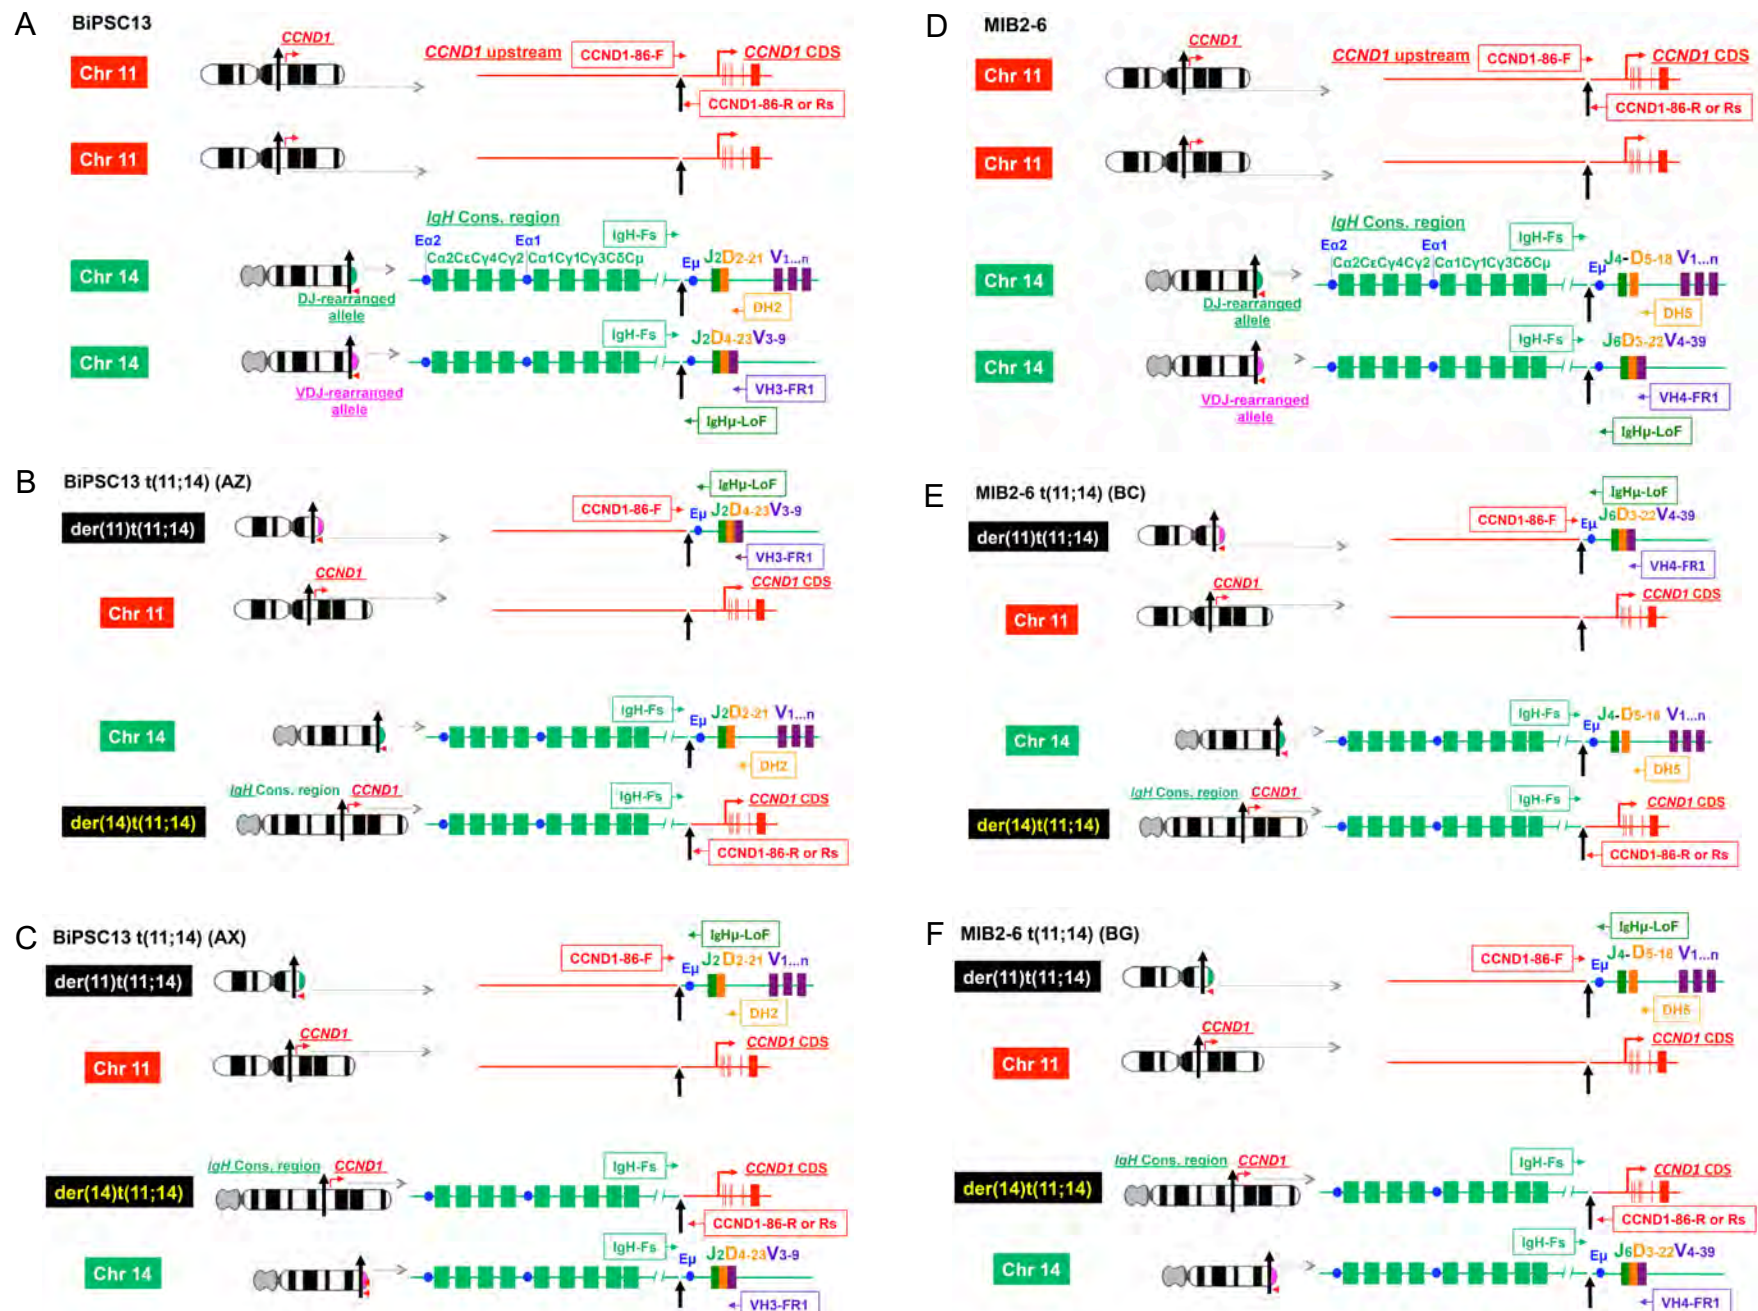 A
BiPSC13
Chr 11
CCND1
CCND1 upstream
CCND1-86-F
CCND1 CDS
CCND1-86-R or Rs
Chr 11
IgH Cons. region
IgH-Fs
Eα2
Eα1
Cα2CεCγ4Cγ2
Cα1Cγ1Cγ3CδCμ
Eμ
J2D2-21 V1...n
Chr 14
DJ-rearranged
allele
DH2
IgH-Fs
J2D4-23V3-9
Chr 14
VDJ-rearranged
allele
VH3-FR1
IgHμ-LoF
B
BiPSC13 t(11;14) (AZ)
IgHμ-LoF
der(11)t(11;14)
CCND1-86-F
Eμ
J2D4-23V3-9
VH3-FR1
CCND1
CCND1 CDS
Chr 11
IgH-Fs
Eμ
J2D2-21 V1...n
Chr 14
DH2
IgH Cons. region
CCND1
IgH-Fs
CCND1 CDS
der(14)t(11;14)
CCND1-86-R or Rs
C
BiPSC13 t(11;14) (AX)
IgHμ-LoF
der(11)t(11;14)
CCND1-86-F
Eμ
J2D2-21 V1...n
DH2
CCND1
CCND1 CDS
Chr 11
IgH Cons. region
CCND1
IgH-Fs
CCND1 CDS
der(14)t(11;14)
CCND1-86-R or Rs
IgH-Fs
Eμ
J2D4-23V3-9
Chr 14
VH3-FR1
D
MIB2-6
Chr 11
CCND1
CCND1 upstream
CCND1-86-F
CCND1 CDS
CCND1-86-R or Rs
Chr 11
IgH Cons. region
IgH-Fs
Eα2
Eα1
Cα2CεCγ4Cγ2
Cα1Cγ1Cγ3CδCμ
Eμ
J4-D5-18 V1...n
Chr 14
DJ-rearranged
allele
DH5
IgH-Fs
J6D3-22V4-39
Chr 14
VDJ-rearranged
allele
VH4-FR1
IgHμ-LoF
E
MIB2-6 t(11;14) (BC)
IgHμ-LoF
der(11)t(11;14)
CCND1-86-F
Eμ
J6D3-22V4-39
VH4-FR1
CCND1
CCND1 CDS
Chr 11
IgH-Fs
Eμ
J4-D5-18 V1...n
Chr 14
DH5
IgH Cons. region
CCND1
IgH-Fs
CCND1 CDS
der(14)t(11;14)
CCND1-86-R or Rs
F
MIB2-6 t(11;14) (BG)
IgHμ-LoF
der(11)t(11;14)
CCND1-86-F
Eμ
J4-D5-18 V1...n
DH5
CCND1
CCND1 CDS
Chr 11
IgH Cons. region
CCND1
IgH-Fs
CCND1 CDS
der(14)t(11;14)
CCND1-86-R or Rs
IgH-Fs
Eμ
J6D3-22V4-39
Chr 14
VH4-FR1